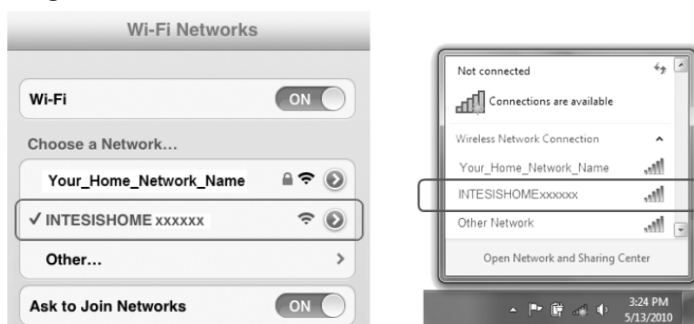 Wi-Fi Networks
Wi-Fi
ON
Choose a Network...
Your_Home_Network_Name
INTESISHOME xxxxxx
Other...
Ask to Join Networks
ON
Not connected
Connections are available
Wireless Network Connection
Your_Home_Network_Name
INTESISHOMExxxxxx
Other Network
Open Network and Sharing Center
3:24 PM
5/13/2010